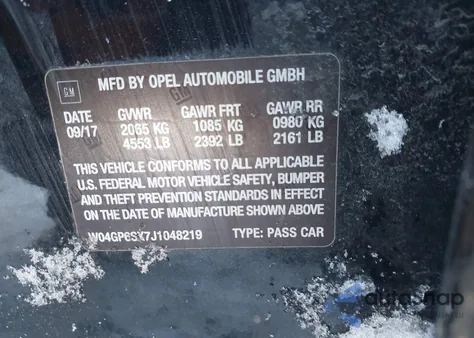 GM
MFD BY OPEL AUTOMOBILE GMBH
DATE GVWR GAWR FRT GAWR RR
09/17 2065 KG 1085 KG 0980 KG
4553 LB 2392 LB 2161 LB
THIS VEHICLE CONFORMS TO ALL APPLICABLE
U.S. FEDERAL MOTOR VEHICLE SAFETY, BUMPER
AND THEFT PREVENTION STANDARDS IN EFFECT
ON THE DATE OF MANUFACTURE SHOWN ABOVE
W04GP6SX7J1048219 TYPE: PASS CAR